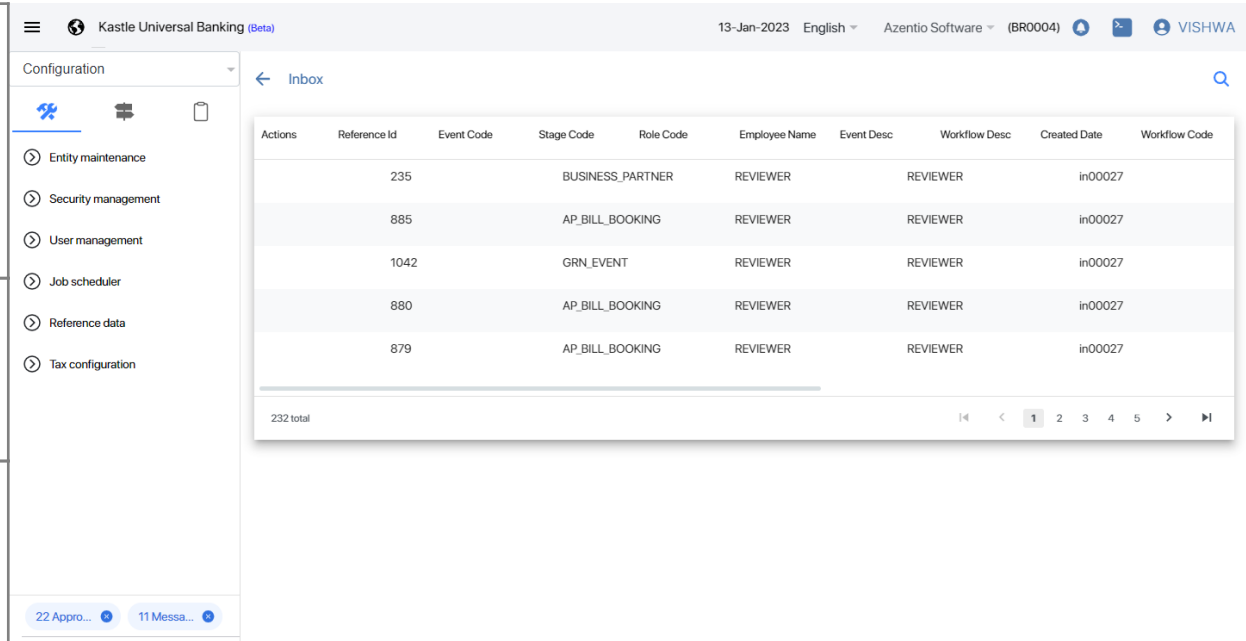 Kastle Universal Banking (Beta) 13-Jan-2023 English Azentio Software (BR0004) VISHWA
Configuration
Inbox
Entity maintenance
Security management
User management
Job scheduler
Reference data
Tax configuration
Actions Reference Id Event Code Stage Code Role Code Employee Name Event Desc Workflow Desc Created Date Workflow Code
235 BUSINESS_PARTNER REVIEWER REVIEWER in00027
885 AP_BILL_BOOKING REVIEWER REVIEWER in00027
1042 GRN_EVENT REVIEWER REVIEWER in00027
880 AP_BILL_BOOKING REVIEWER REVIEWER in00027
879 AP_BILL_BOOKING REVIEWER REVIEWER in00027
232 total 1 2 3 4 5
22 Appro... 11 Messa...